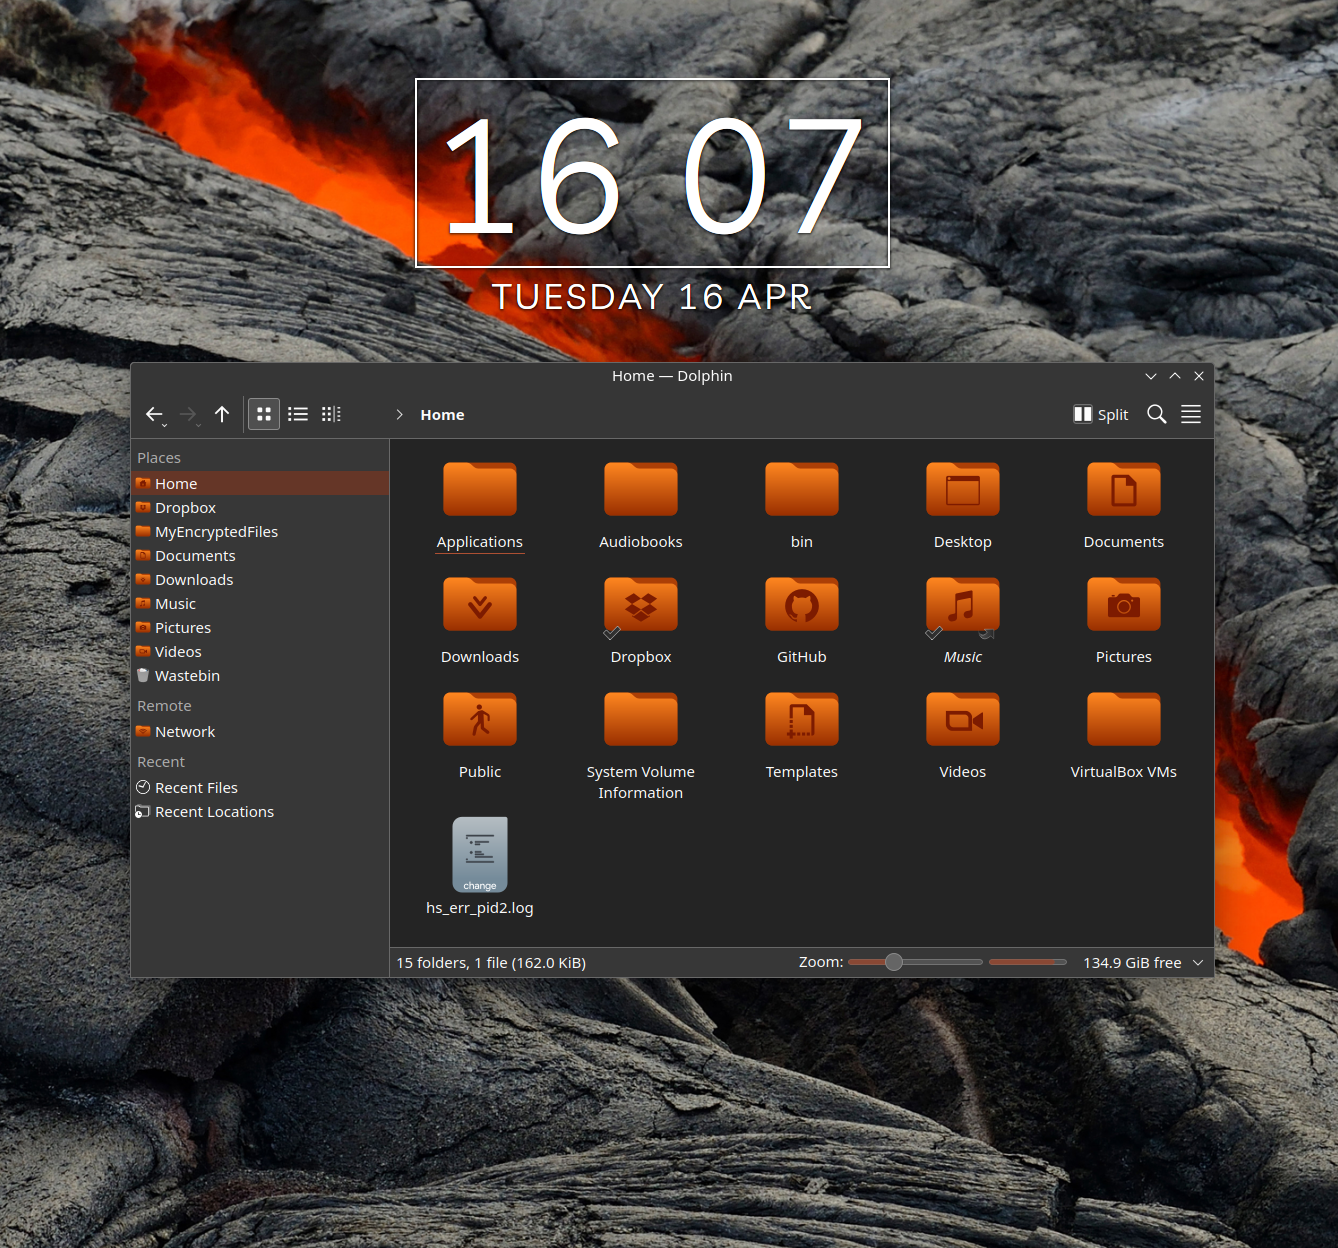 16 07
TUESDAY 16 APR
Home — Dolphin
Home
Split
Places
Home
Dropbox
MyEncryptedFiles
Documents
Downloads
Music
Pictures
Videos
Wastebin
Remote
Network
Recent
Recent Files
Recent Locations
Applications
Audiobooks
bin
Desktop
Documents
Downloads
Dropbox
GitHub
Music
Pictures
Public
System Volume
Information
Templates
Videos
VirtualBox VMs
change
hs_err_pid2.log
15 folders, 1 file (162.0 KiB)
Zoom:
134.9 GiB free